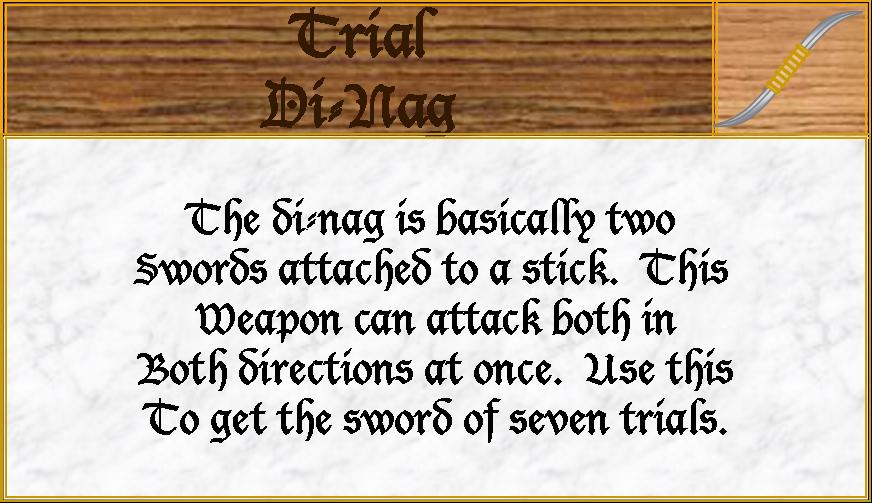 Trial
Di-Nag
The di-nag is basically two
Swords attached to a stick. This
Weapon can attack both in
Both directions at once. Use this
To get the sword of seven trials.